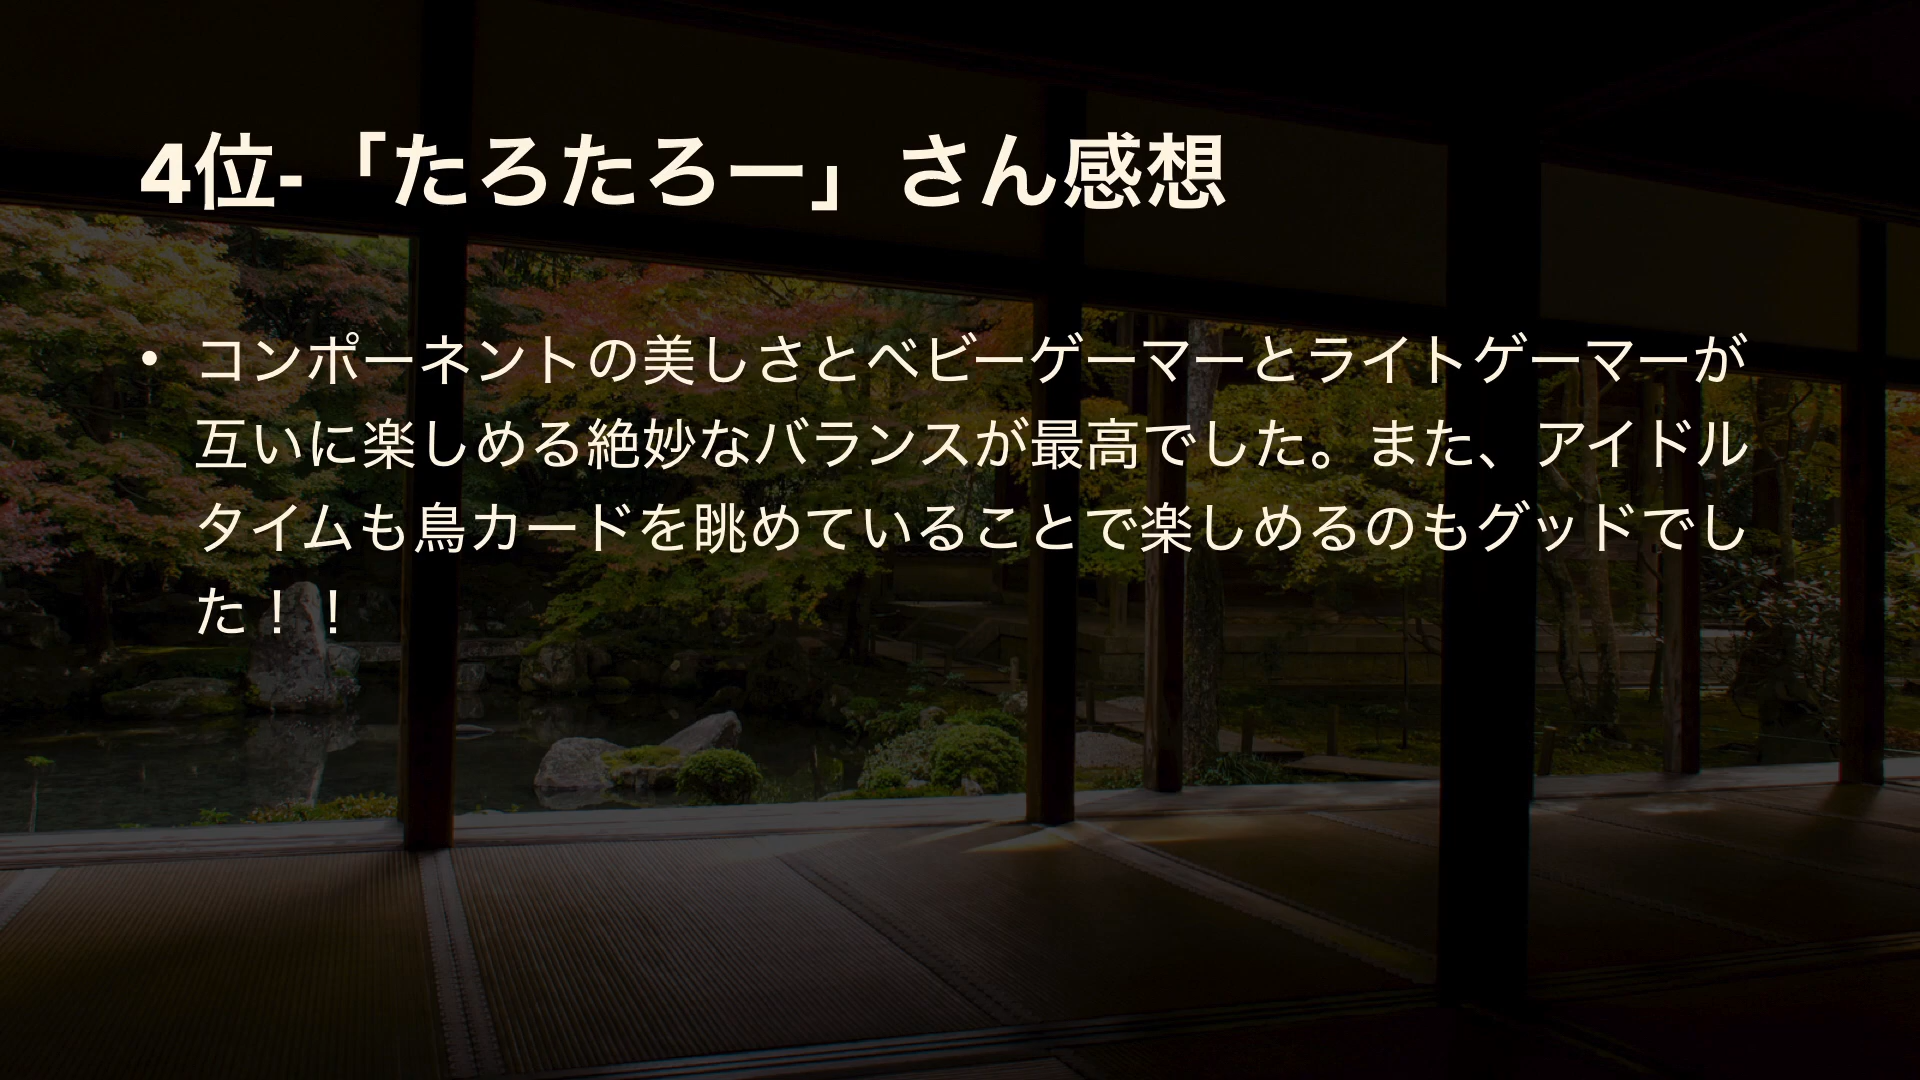 4位-「たろたろー」さん感想
• コンポーネントの美しさとベビーゲーマーとライトゲーマーが
互いに楽しめる絶妙なバランスが最高でした。また、アイドル
タイムも鳥カードを眺めていることで楽しめるのもグッドでし
た！！